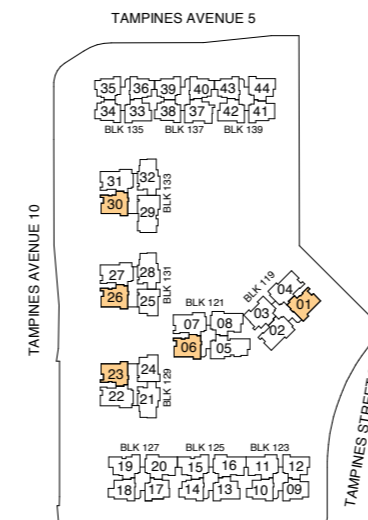 TAMPINES AVENUE 5
35 36 39 40 43 44
34 33 38 37 42 41
BLK 135 BLK 137 BLK 139
31 32
30 29
BLK 133
TAMPINES AVENUE 10
27 28
26 25
BLK 131
BLK 119
04 01
03 02
BLK 121
07 08
06 05
23 24
22 21
BLK 129
BLK 127 BLK 125 BLK 123
19 20 15 16 11 12
18 17 14 13 10 09
TAMPINES STREET